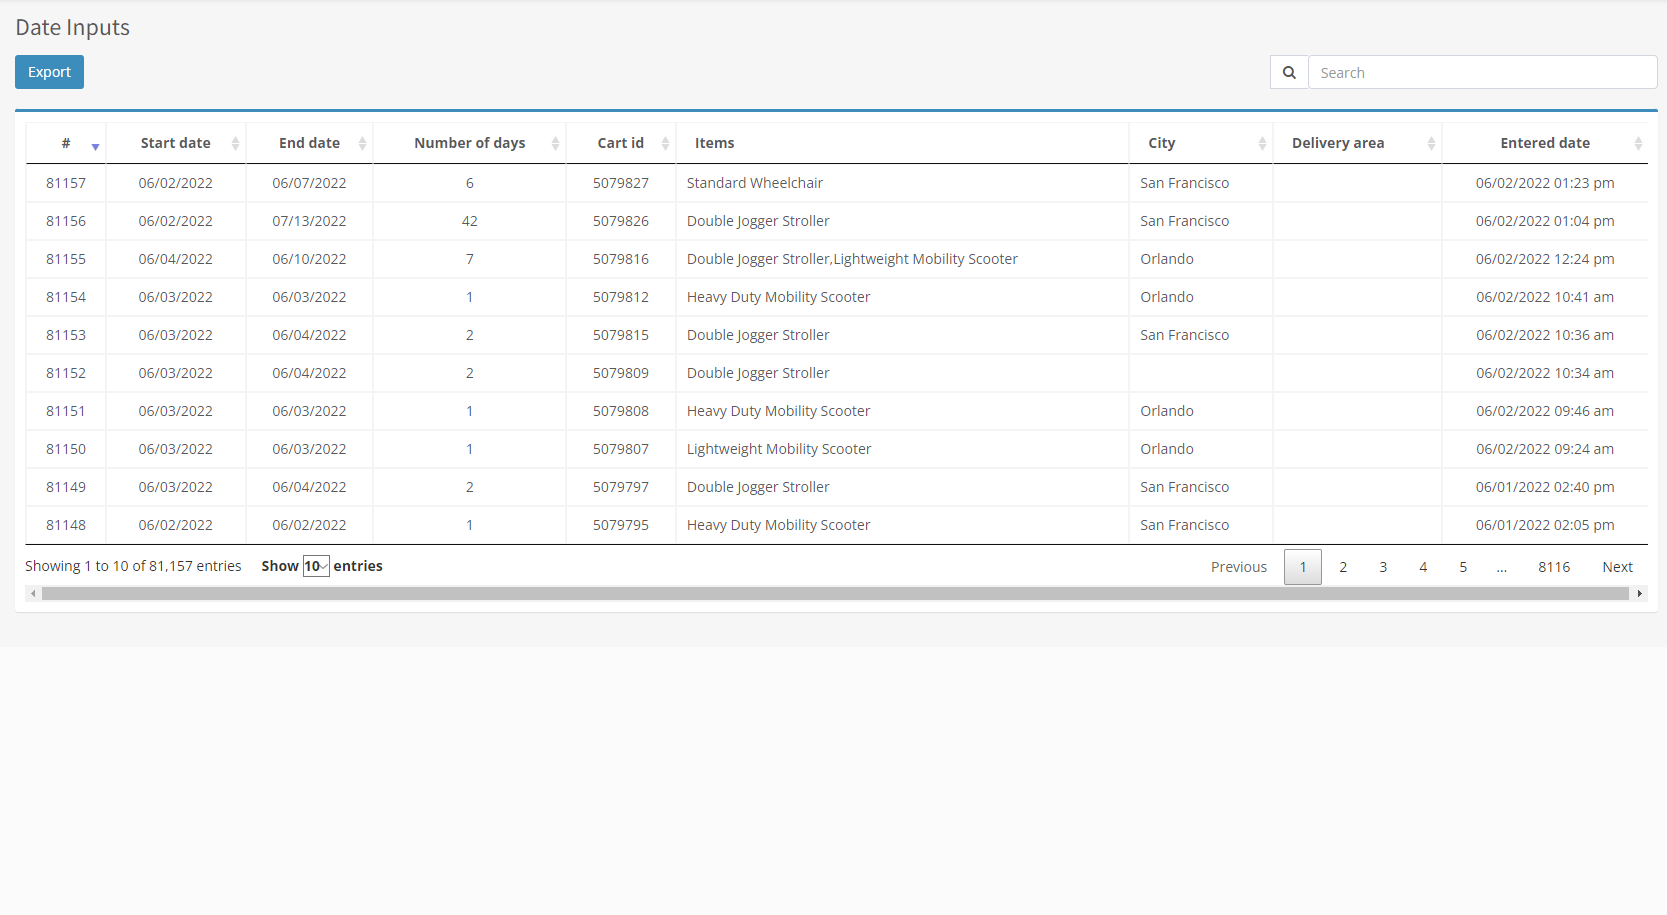 Date Inputs
Export
Search
# Start date End date Number of days Cart id Items City Delivery area Entered date
81157 06/02/2022 06/07/2022 6 5079827 Standard Wheelchair San Francisco 06/02/2022 01:23 pm
81156 06/02/2022 07/13/2022 42 5079826 Double Jogger Stroller San Francisco 06/02/2022 01:04 pm
81155 06/04/2022 06/10/2022 7 5079816 Double Jogger Stroller,Lightweight Mobility Scooter Orlando 06/02/2022 12:24 pm
81154 06/03/2022 06/03/2022 1 5079812 Heavy Duty Mobility Scooter Orlando 06/02/2022 10:41 am
81153 06/03/2022 06/04/2022 2 5079815 Double Jogger Stroller San Francisco 06/02/2022 10:36 am
81152 06/03/2022 06/04/2022 2 5079809 Double Jogger Stroller 06/02/2022 10:34 am
81151 06/03/2022 06/03/2022 1 5079808 Heavy Duty Mobility Scooter Orlando 06/02/2022 09:46 am
81150 06/03/2022 06/03/2022 1 5079807 Lightweight Mobility Scooter Orlando 06/02/2022 09:24 am
81149 06/03/2022 06/04/2022 2 5079797 Double Jogger Stroller San Francisco 06/01/2022 02:40 pm
81148 06/02/2022 06/02/2022 1 5079795 Heavy Duty Mobility Scooter San Francisco 06/01/2022 02:05 pm
Showing 1 to 10 of 81,157 entries Show 10 entries Previous 1 2 3 4 5 ... 8116 Next